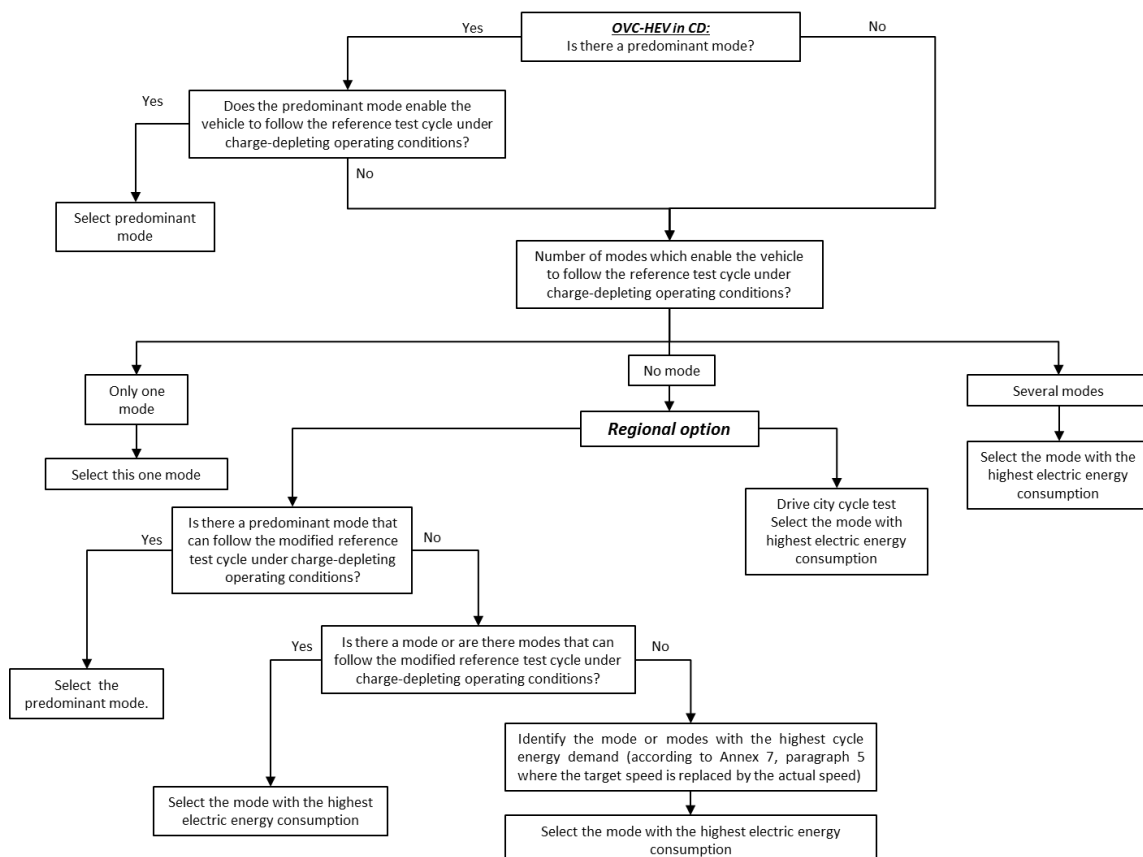 OVC-HEV in CD:
Is there a predominant mode?
Yes
No
Does the predominant mode enable the
vehicle to follow the reference test cycle under
charge-depleting operating conditions?
Yes
No
Select predominant
mode
Number of modes which enable the vehicle
to follow the reference test cycle under
charge-depleting operating conditions?
Only one
mode
No mode
Several modes
Regional option
Select this one mode
Select the mode with the
highest electric energy
consumption
Drive city cycle test
Select the mode with
highest electric energy
consumption
Is there a predominant mode that
can follow the modified reference
test cycle under charge-depleting
operating conditions?
Yes
No
Is there a mode or are there modes that can
follow the modified reference test cycle under
charge-depleting operating conditions?
Yes
No
Select the
predominant mode.
Identify the mode or modes with the highest cycle
energy demand (according to Annex 7, paragraph 5
where the target speed is replaced by the actual speed)
Select the mode with the highest
electric energy consumption
Select the mode with the highest electric energy
consumption